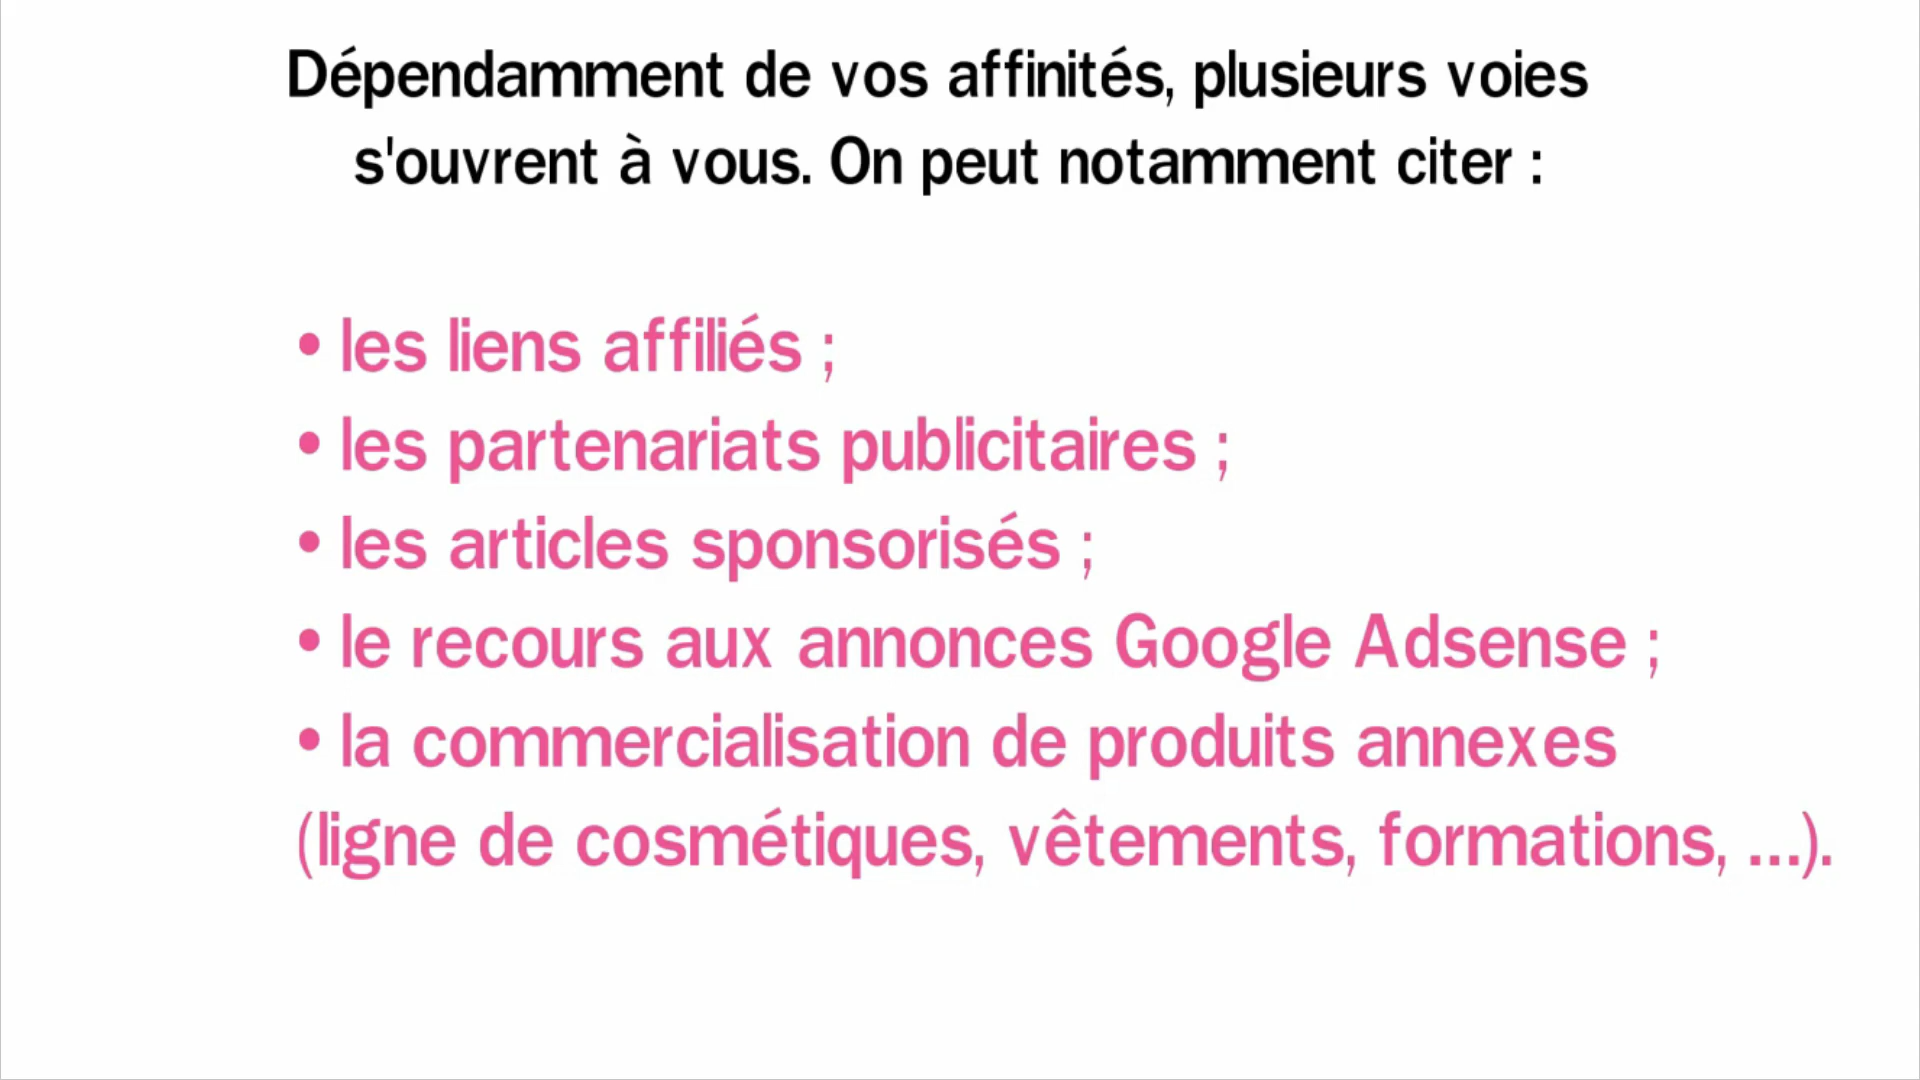 Dépendamment de vos affinités, plusieurs voies
s'ouvrent à vous. On peut notamment citer :
• les liens affiliés ;
• les partenariats publicitaires ;
• les articles sponsorisés ;
• le recours aux annonces Google Adsense ;
• la commercialisation de produits annexes
(ligne de cosmétiques, vêtements, formations, ...).